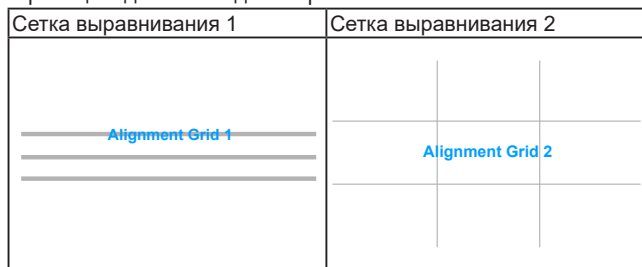 Сетка выравнивания 1
Сетка выравнивания 2
Alignment Grid 1
Alignment Grid 2